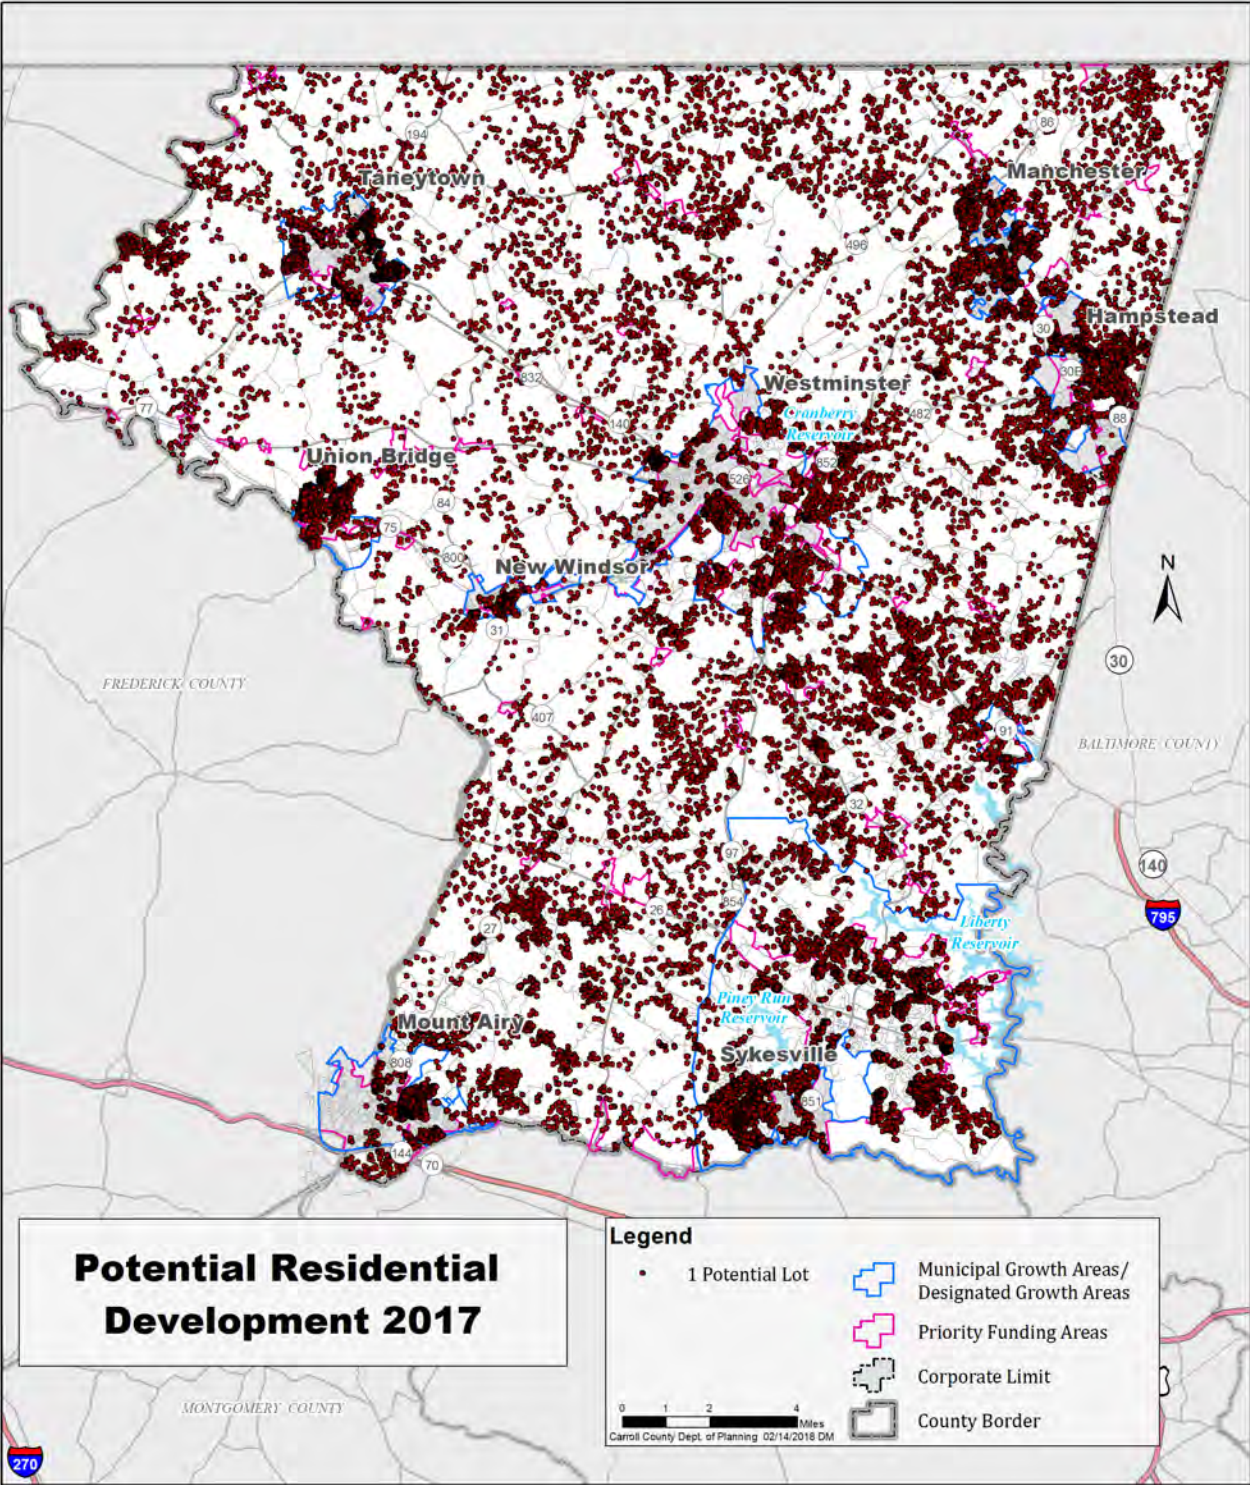 86
194
Taneytown
Manchester
496
Hampstead
30
30B
832
Westminster
Cranberry
Reservoir
482
77
140
88
Union Bridge
852
526
84
75
800
New Windsor
N
31
30
FREDERICK COUNTY
407
91
BALTIMORE COUNTY
32
97
140
854
26
795
27
Liberty
Reservoir
Piney Run
Reservoir
Mount Airy
Sykesville
808
851
144
70
Potential Residential
Development 2017
Legend
1 Potential Lot
Municipal Growth Areas/
Designated Growth Areas
Priority Funding Areas
Corporate Limit
County Border
0 1 2 4
Miles
Carroll County Dept. of Planning 02/14/2018 DM
MONTGOMERY COUNTY
270